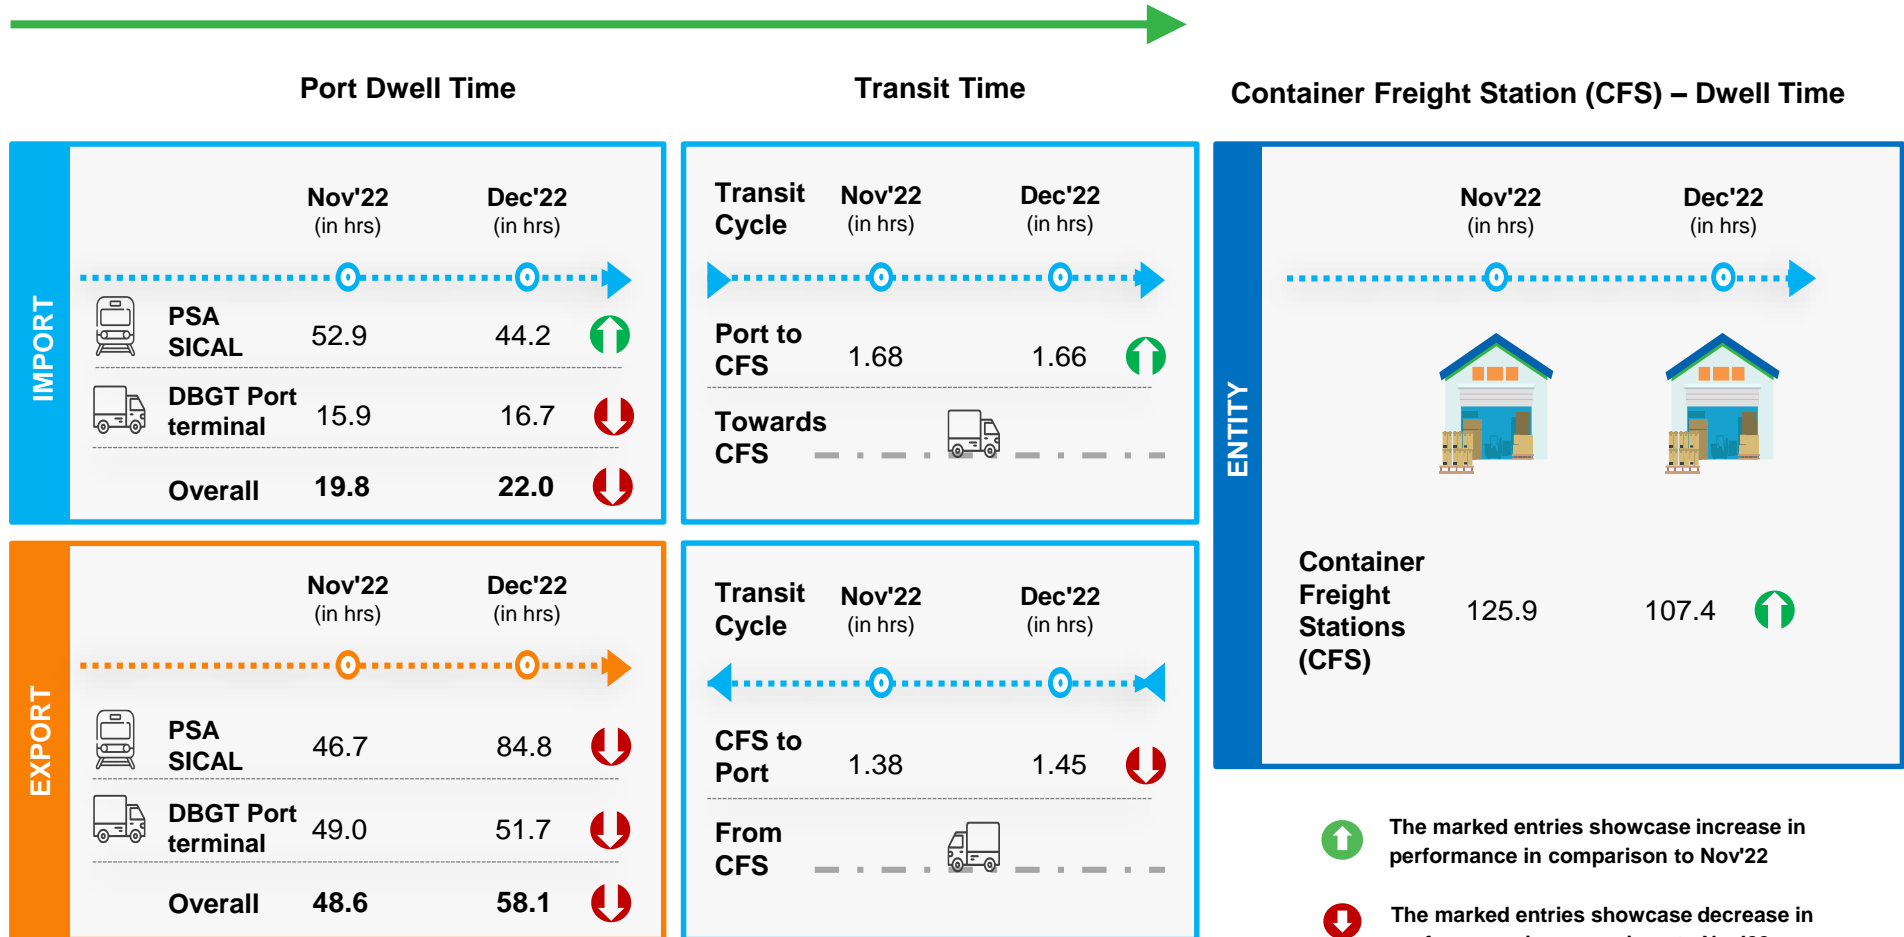 Port Dwell Time
Transit Time
Container Freight Station (CFS) – Dwell Time
IMPORT
Nov'22
(in hrs)
Dec'22
(in hrs)
PSA
SICAL
52.9
44.2
DBGT Port
terminal
15.9
16.7
Overall
19.8
22.0
Transit
Cycle
Nov'22
(in hrs)
Dec'22
(in hrs)
Port to
CFS
1.68
1.66
Towards
CFS
EXPORT
Nov'22
(in hrs)
Dec'22
(in hrs)
PSA
SICAL
46.7
84.8
DBGT Port
terminal
49.0
51.7
Overall
48.6
58.1
Transit
Cycle
Nov'22
(in hrs)
Dec'22
(in hrs)
CFS to
Port
1.38
1.45
From
CFS
ENTITY
Nov'22
(in hrs)
Dec'22
(in hrs)
Container
Freight
Stations
(CFS)
125.9
107.4
The marked entries showcase increase in
performance in comparison to Nov'22
The marked entries showcase decrease in